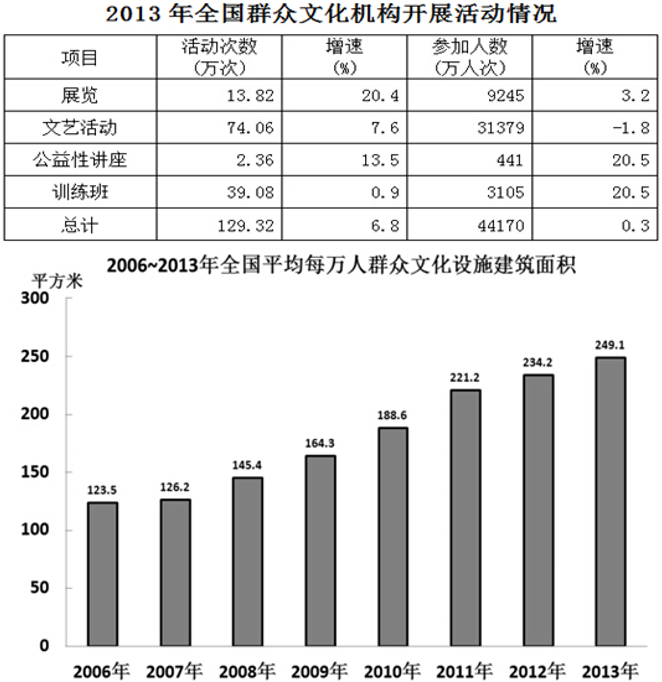 2013 年全国群众文化机构开展活动情况
项目 活动次数(万次) 增速(%) 参加人数(万人次) 增速(%)
展览 13.82 20.4 9245 3.2
文艺活动 74.06 7.6 31379 -1.8
公益性讲座 2.36 13.5 441 20.5
训练班 39.08 0.9 3105 20.5
总计 129.32 6.8 44170 0.3
2006~2013年全国平均每万人群众文化设施建筑面积
平方米
300
250
200
150
100
50
0
123.5 126.2 145.4 164.3 188.6 221.2 234.2 249.1
2006年 2007年 2008年 2009年 2010年 2011年 2012年 2013年